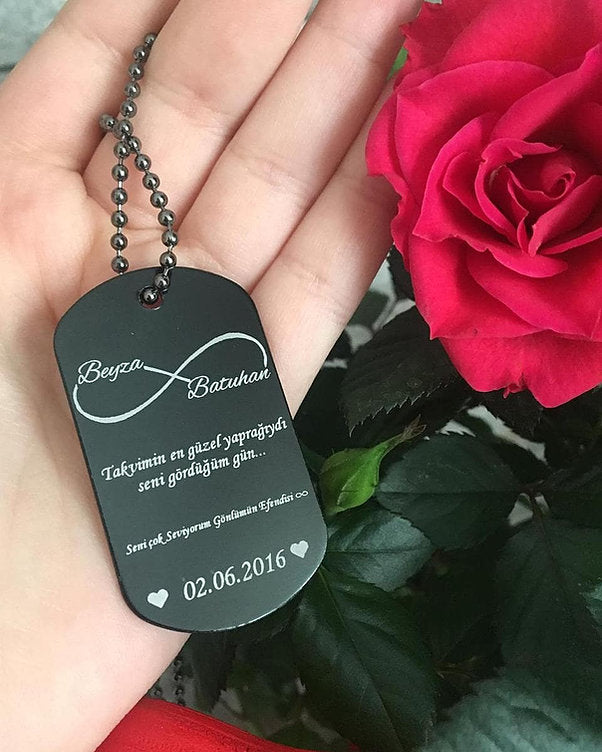 Beyza
Batuhan
Takvimin en güzel yaprağıydı
seni gördüğüm gün...
Seni çok Seviyorum Gönlümün Efendisi ∞
02.06.2016